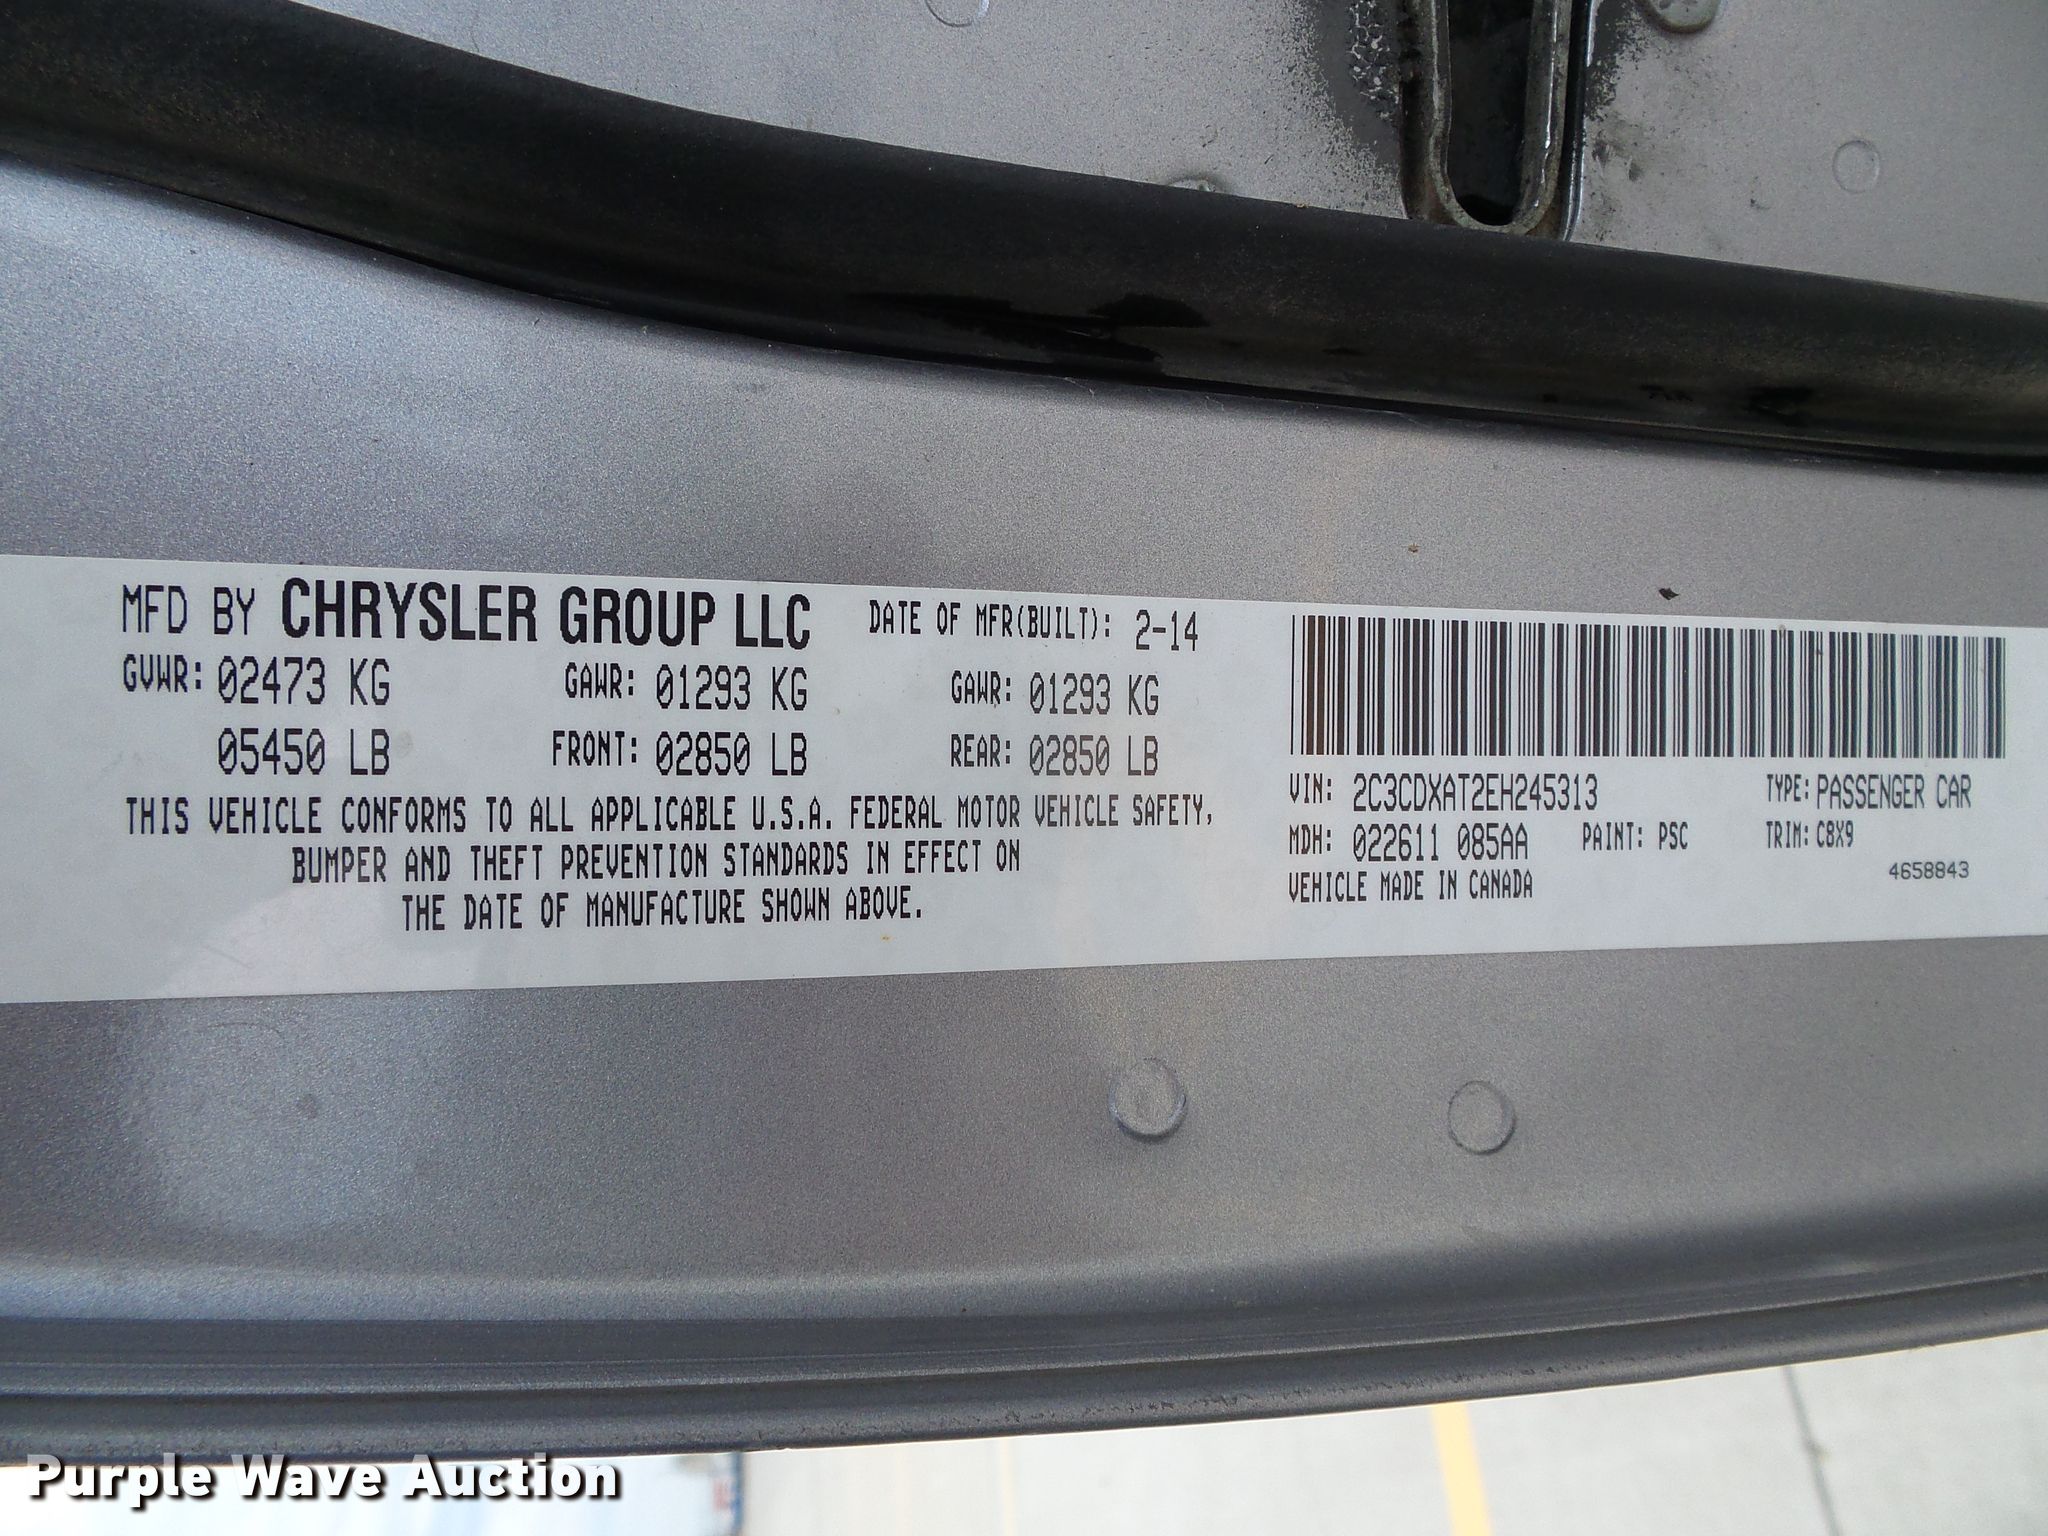 MFD BY CHRYSLER GROUP LLC DATE OF MFR(BUILT): 2-14
GVWR: 02473 KG GAWR: 01293 KG GAWR: 01293 KG
05450 LB FRONT: 02850 LB REAR: 02850 LB
THIS VEHICLE CONFORMS TO ALL APPLICABLE U.S.A. FEDERAL MOTOR VEHICLE SAFETY,
BUMPER AND THEFT PREVENTION STANDARDS IN EFFECT ON
THE DATE OF MANUFACTURE SHOWN ABOVE.
VIN: 2C3CDXAT2EH245313 TYPE: PASSENGER CAR
MDH: 022611 085AA PAINT: PSC TRIM: C8X9
VEHICLE MADE IN CANADA 4658843
Purple Wave Auction